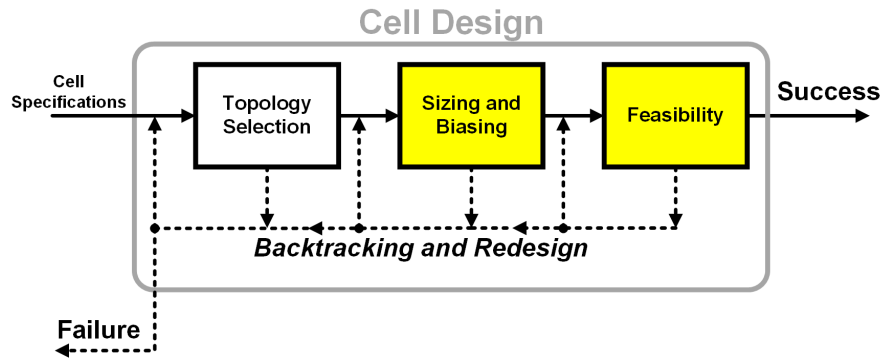 Cell Design
Cell
Specifications
Topology
Selection
Sizing and
Biasing
Feasibility
Success
Backtracking and Redesign
Failure